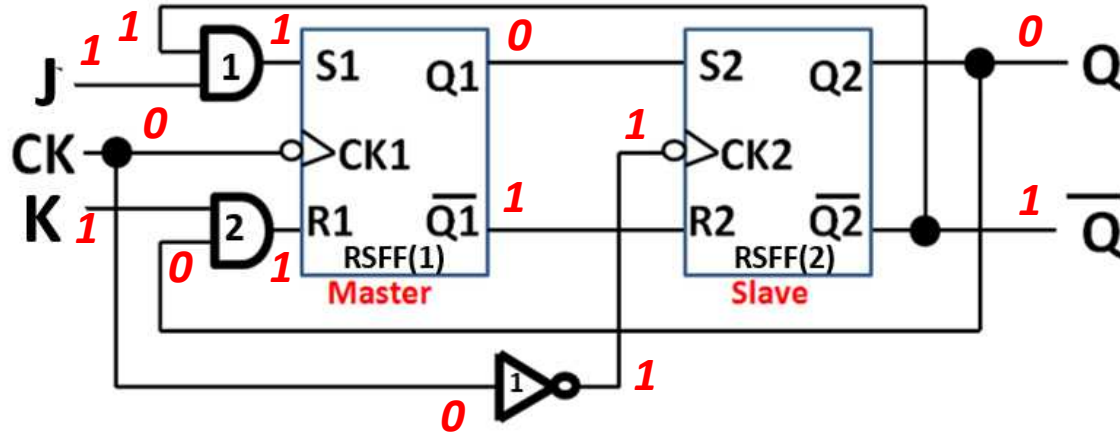 1 1 0 0
J 1 1 S1 Q1 S2 Q2 Q
CK 0 CK1 1 CK2
K 1 2 R1 Q1 1 R2 Q2 1 Q
0 1 RSFF(1) RSFF(2)
Master Slave
1 1
0